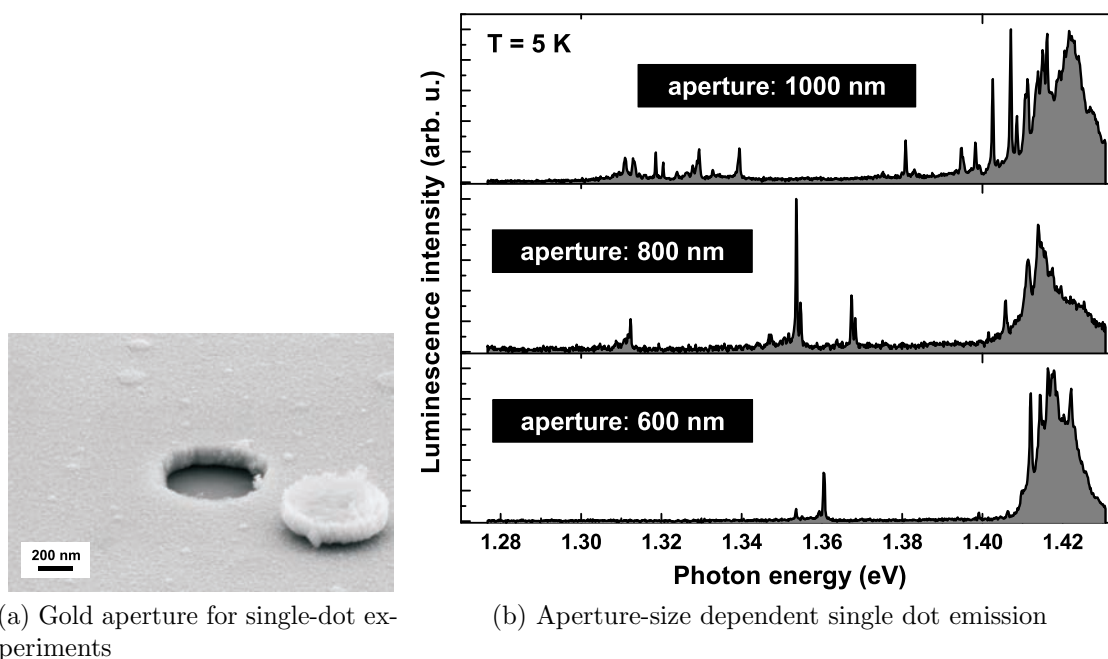 T = 5 K
aperture: 1000 nm
aperture: 800 nm
aperture: 600 nm
Luminescence intensity (arb. u.)
1.28 1.30 1.32 1.34 1.36 1.38 1.40 1.42
Photon energy (eV)
200 nm
(a) Gold aperture for single-dot ex-
periments
(b) Aperture-size dependent single dot emission